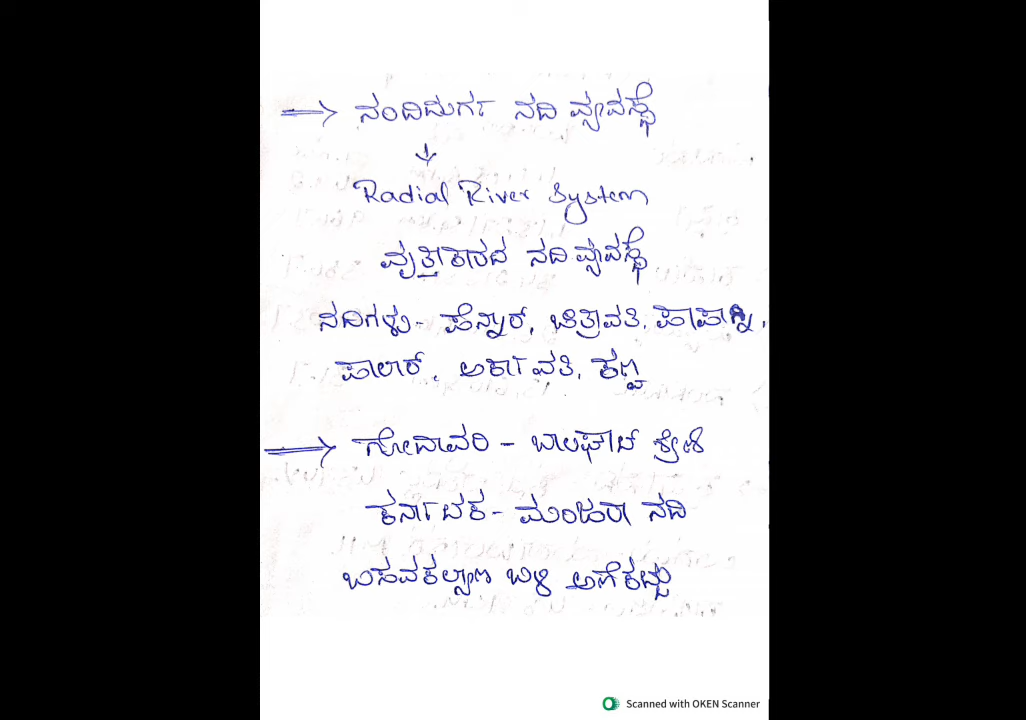 → ನಂದಿದುರ್ಗ ನದಿ ವ್ಯವಸ್ಥೆ
↓
Radial River System
ವೃತ್ತಾಕಾರದ ನದಿ ವ್ಯವಸ್ಥೆ
ನದಿಗಳು - ಪೆನ್ನಾರ್, ಚಿತ್ರಾವತಿ, ಪಾಪಾಗ್ನಿ,
ಪಾಲಾರ್, ಅರ್ಕಾವತಿ, ಕಣ್ವ
→ ಗೋದಾವರಿ - ಬಾಲಘಾಟ್ ಶ್ರೇಣಿ
ಕರ್ನಾಟಕ - ಮಂಜರಾ ನದಿ
ಬಸವಕಲ್ಯಾಣ ಬಳಿ ಅಣೆಕಟ್ಟು
Scanned with OKEN Scanner